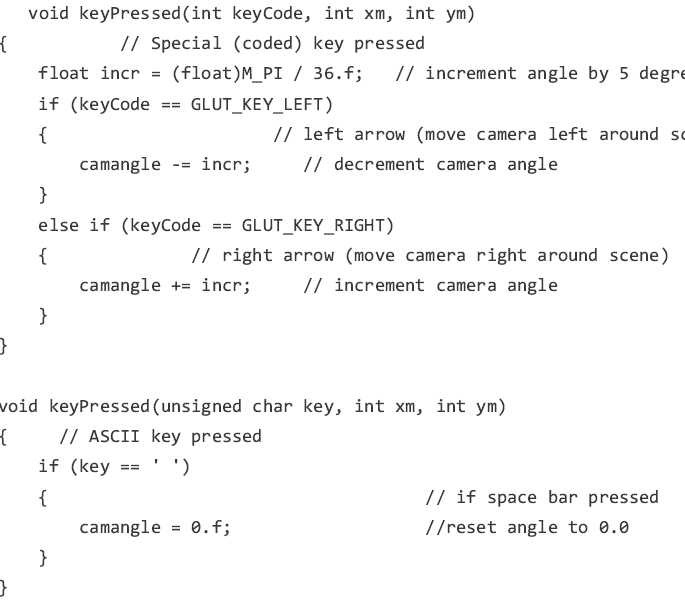 void keyPressed(int keyCode, int xm, int ym)
{ // Special (coded) key pressed
float incr = (float)M_PI / 36.f; // increment angle by 5 degre
if (keyCode == GLUT_KEY_LEFT)
{ // left arrow (move camera left around sc
camangle -= incr; // decrement camera angle
}
else if (keyCode == GLUT_KEY_RIGHT)
{ // right arrow (move camera right around scene)
camangle += incr; // increment camera angle
}
}
void keyPressed(unsigned char key, int xm, int ym)
{ // ASCII key pressed
if (key == ' ')
{ // if space bar pressed
camangle = 0.f; //reset angle to 0.0
}
}